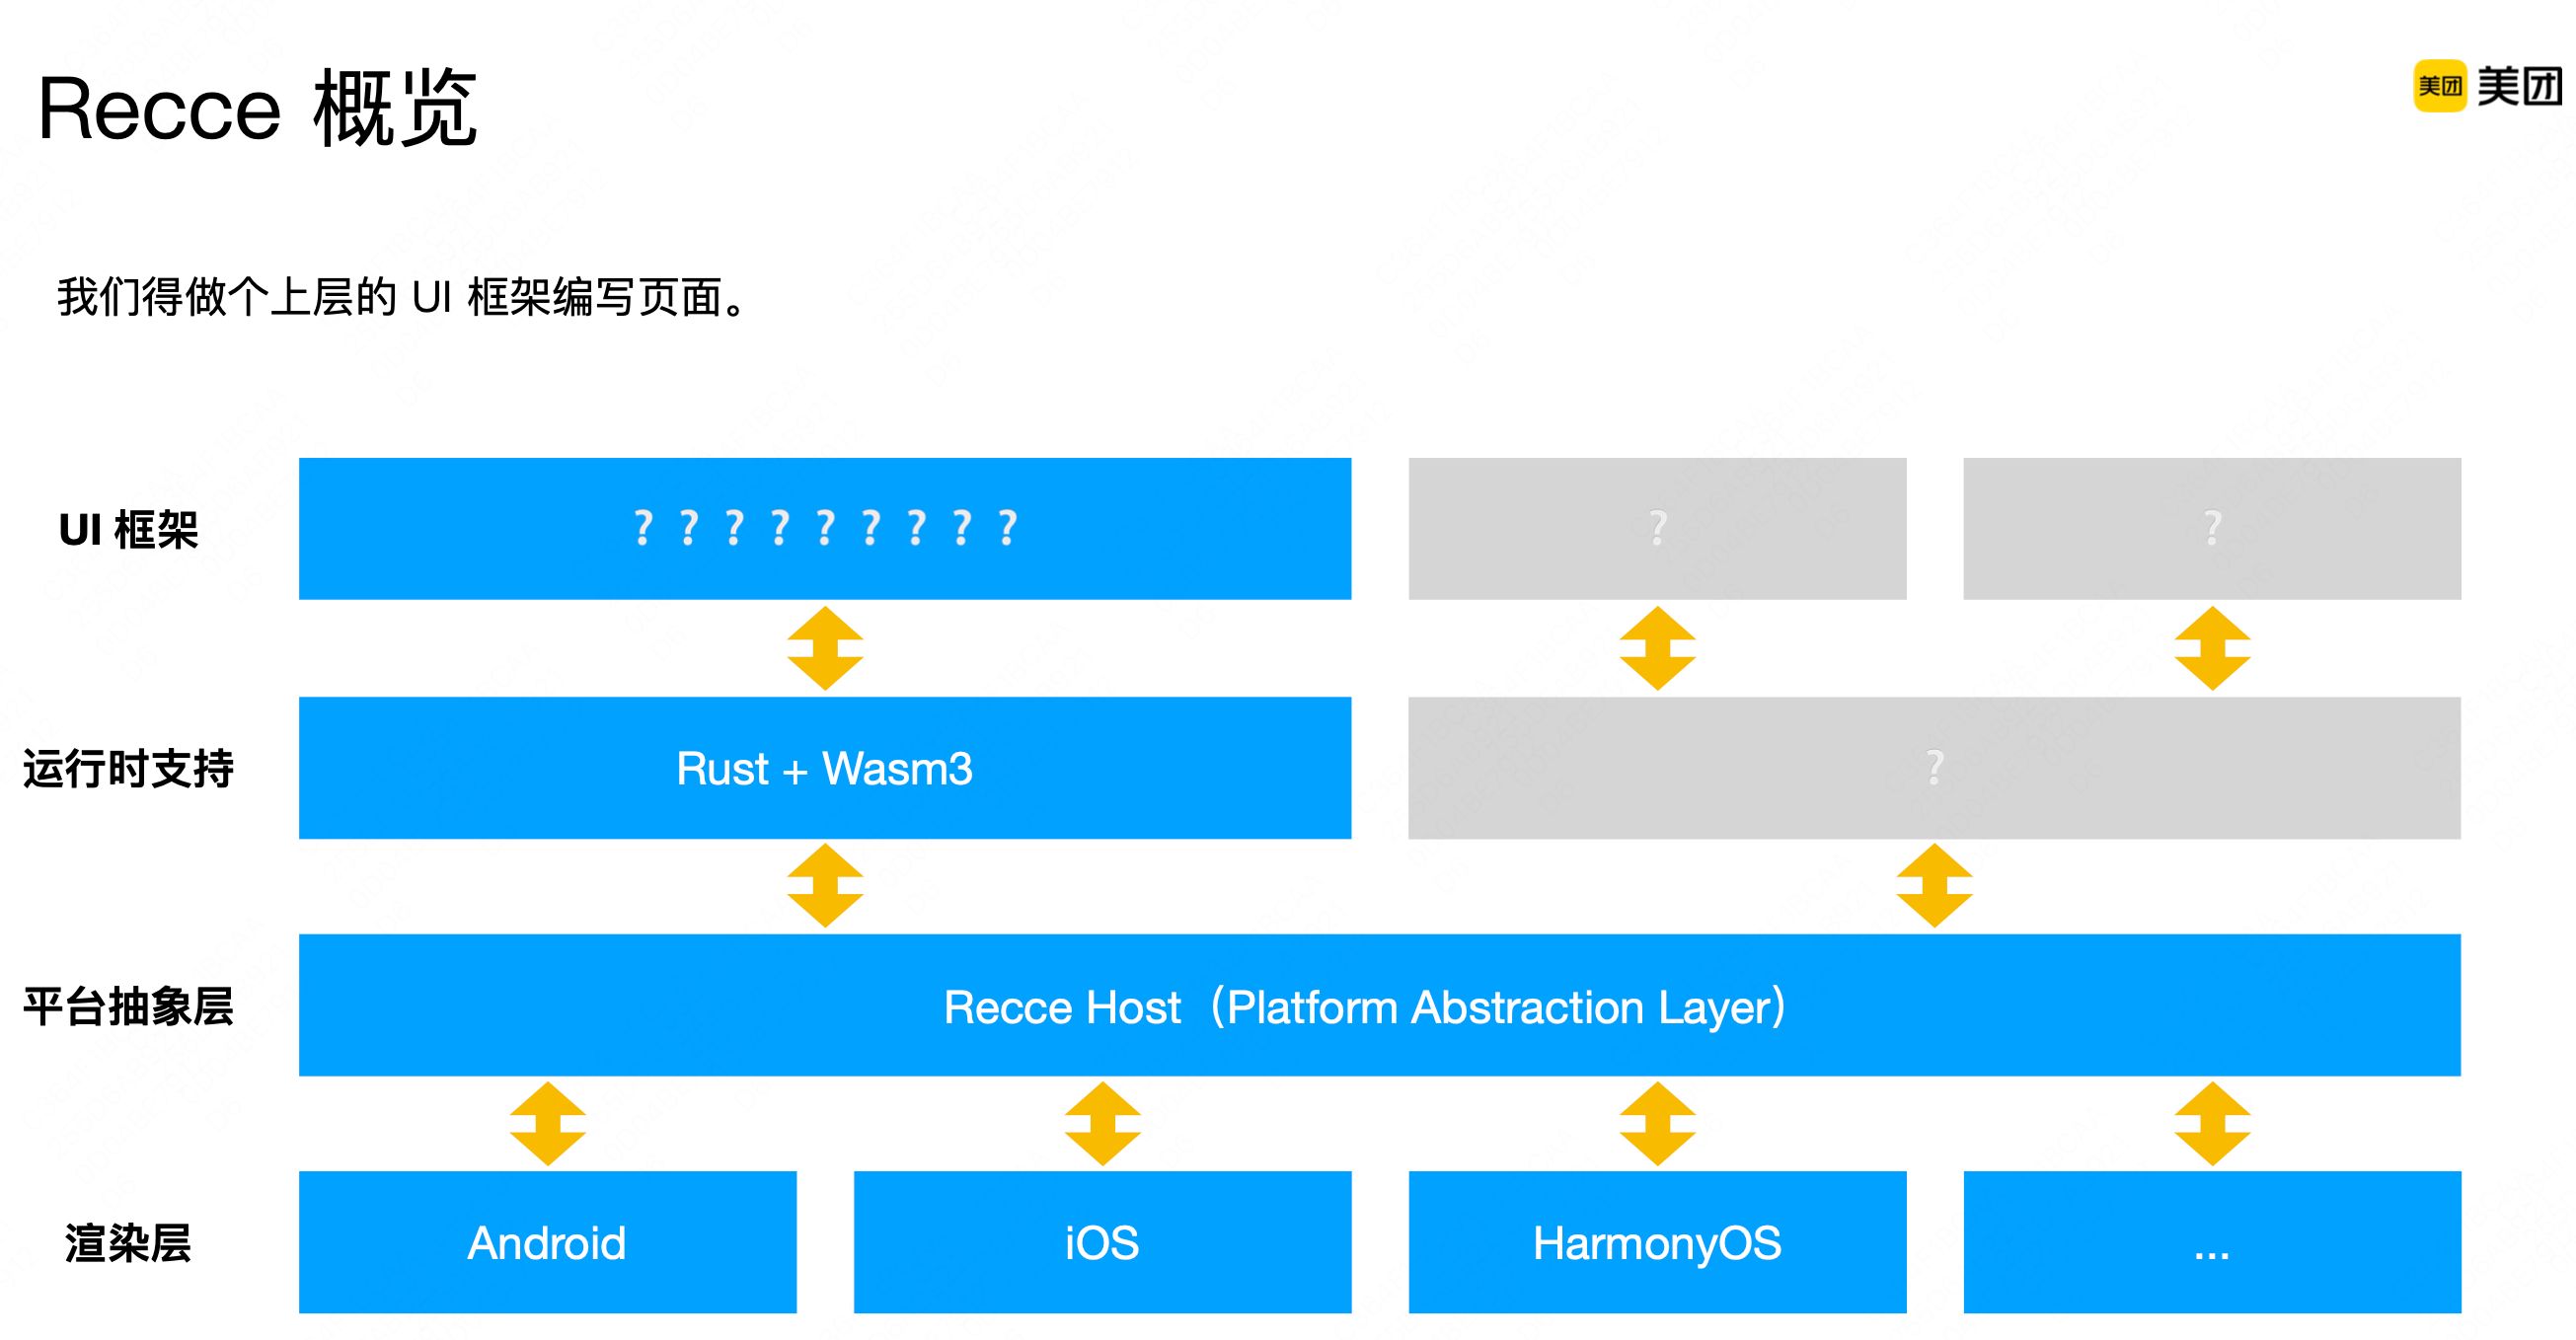 Recce 概览
美团 美团
我们得做个上层的 UI 框架编写页面。
UI 框架
? ? ? ? ? ? ? ? ?
?
?
运行时支持
Rust + Wasm3
?
平台抽象层
Recce Host（Platform Abstraction Layer）
渲染层
Android
iOS
HarmonyOS
...